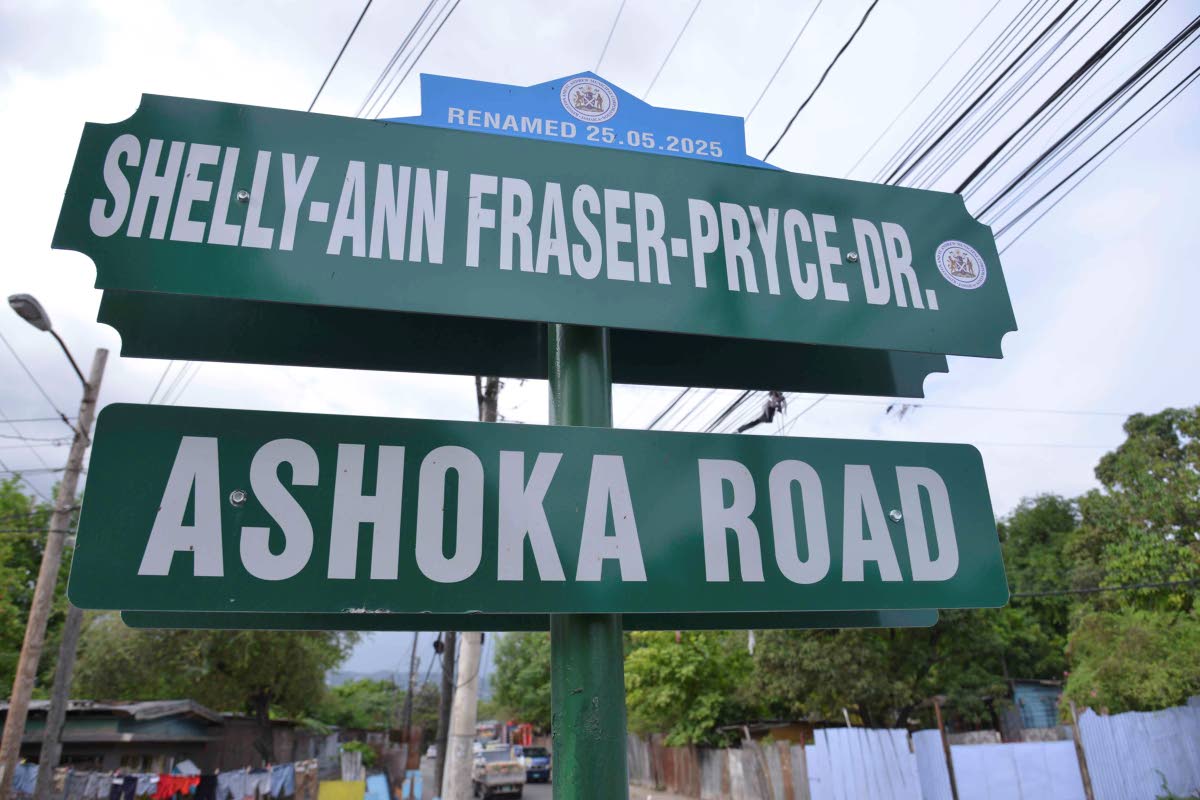 RENAMED 25.05.2025
SHELLY-ANN FRASER-PRYCE DR.
ASHOKA ROAD